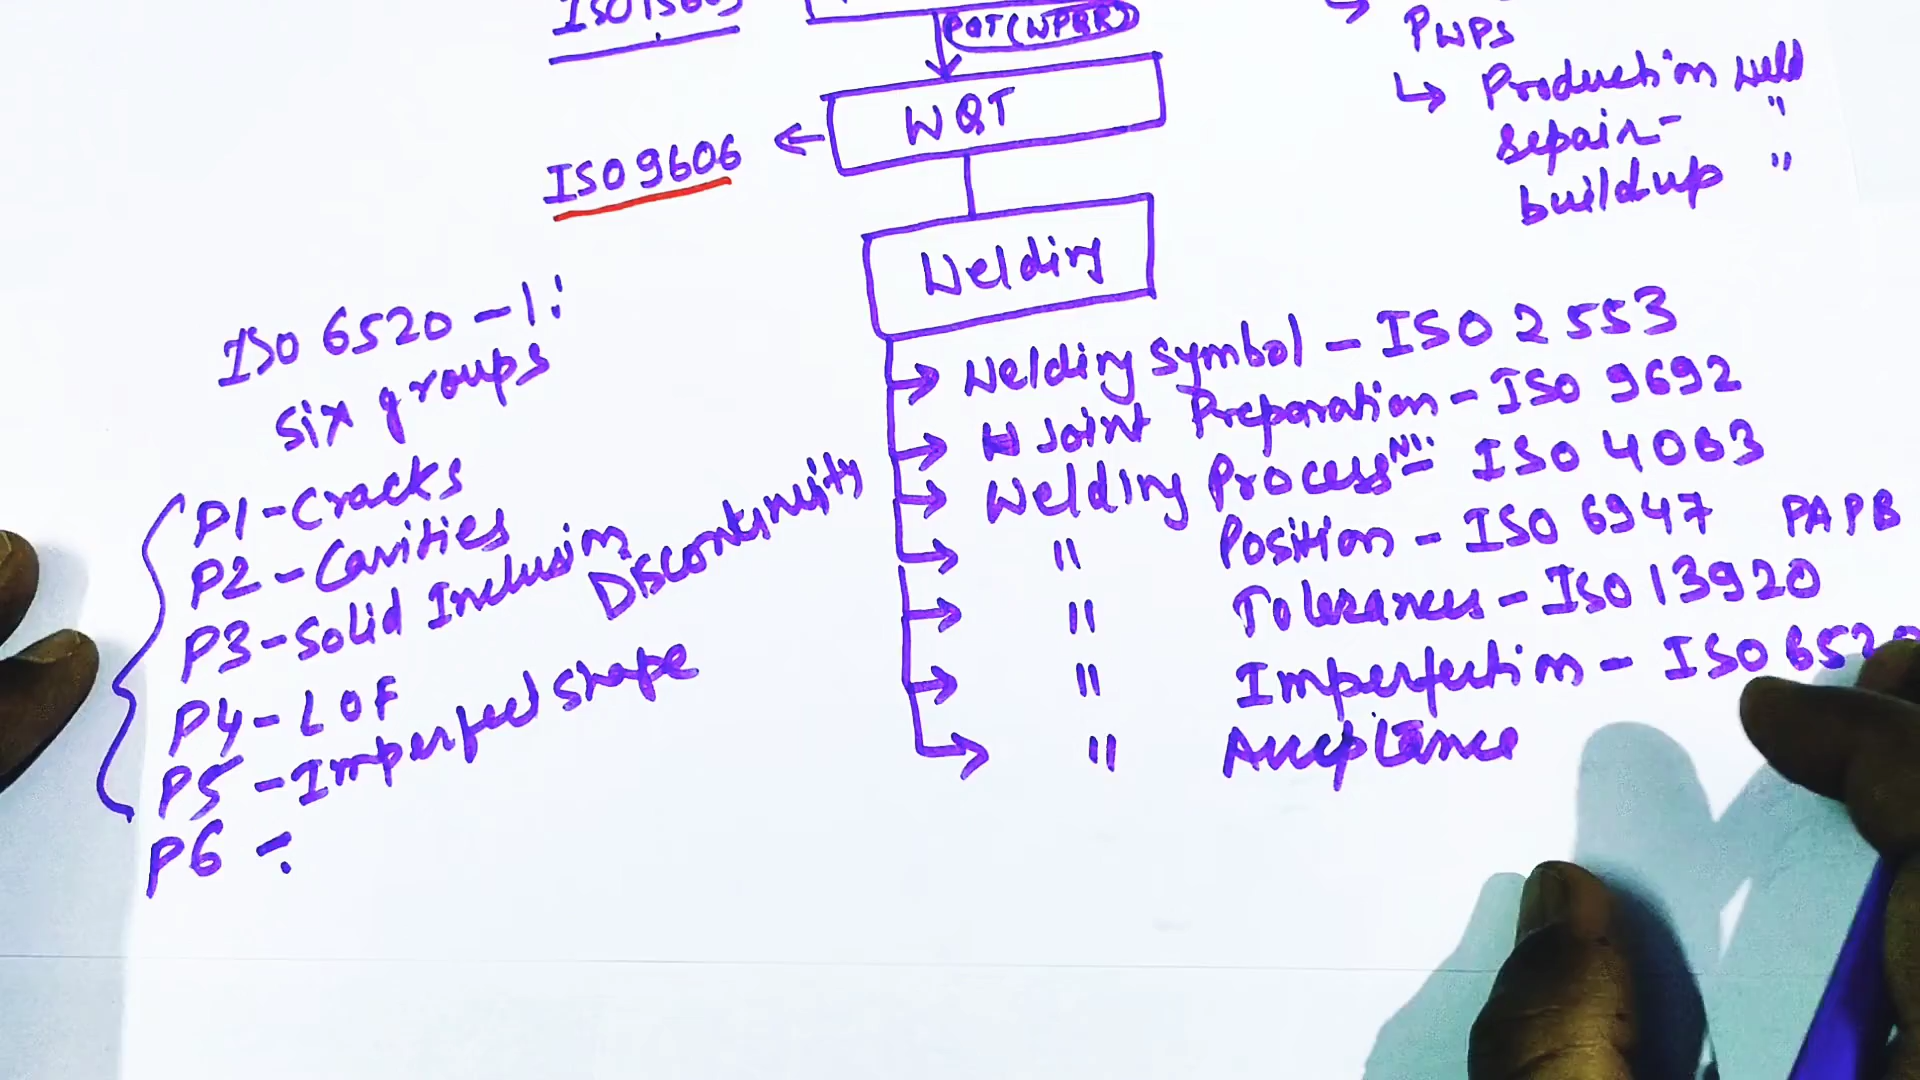 PQT(WPQR)
WQT
ISO 9606
Welding
PWPS
↳ Production weld
repair- "
buildup "
ISO 6520 -1:
six groups
P1-Cracks
P2-Cavities
P3-Solid Inclusion
P4-LOF
P5-Imperfect shape
P6 -
Discontinuity
Welding symbol - ISO 2553
W Joint Preparation - ISO 9692
Welding Process - ISO 4063
" Position - ISO 6947 PA PB
" Tolerances - ISO 13920
" Imperfection - ISO 6520
" Acceptance